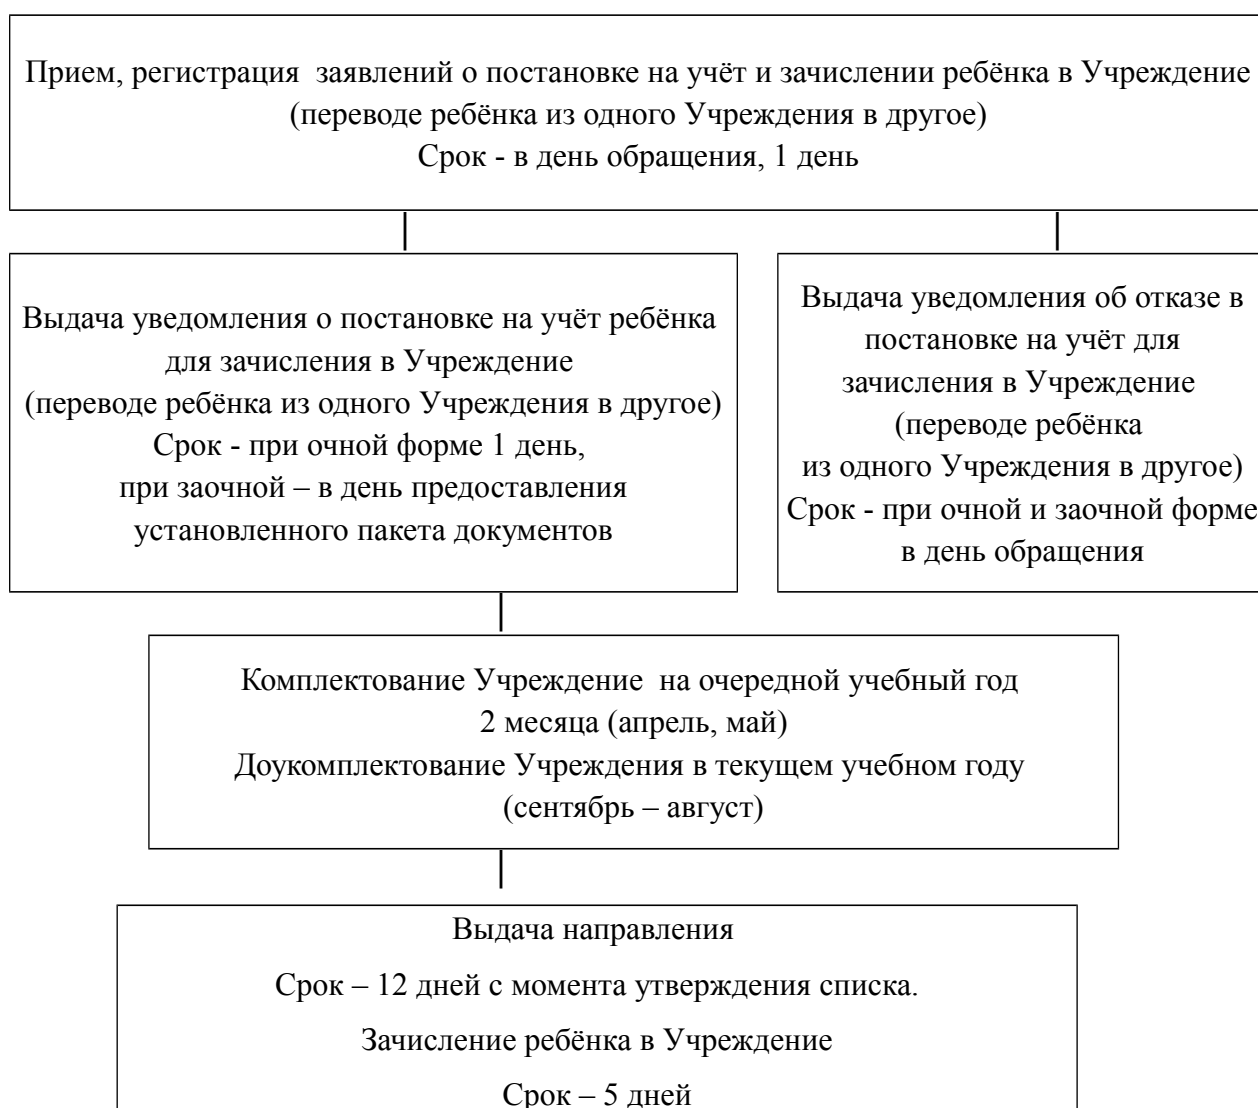 Прием, регистрация заявлений о постановке на учёт и зачислении ребёнка в Учреждение
(переводе ребёнка из одного Учреждения в другое)
Срок - в день обращения, 1 день
Выдача уведомления о постановке на учёт ребёнка
для зачисления в Учреждение
(переводе ребёнка из одного Учреждения в другое)
Срок - при очной форме 1 день,
при заочной – в день предоставления
установленного пакета документов
Выдача уведомления об отказе в
постановке на учёт для
зачисления в Учреждение
(переводе ребёнка
из одного Учреждения в другое)
Срок - при очной и заочной форме
в день обращения
Комплектование Учреждение на очередной учебный год
2 месяца (апрель, май)
Доукомплектование Учреждения в текущем учебном году
(сентябрь – август)
Выдача направления
Срок – 12 дней с момента утверждения списка.
Зачисление ребёнка в Учреждение
Срок – 5 дней